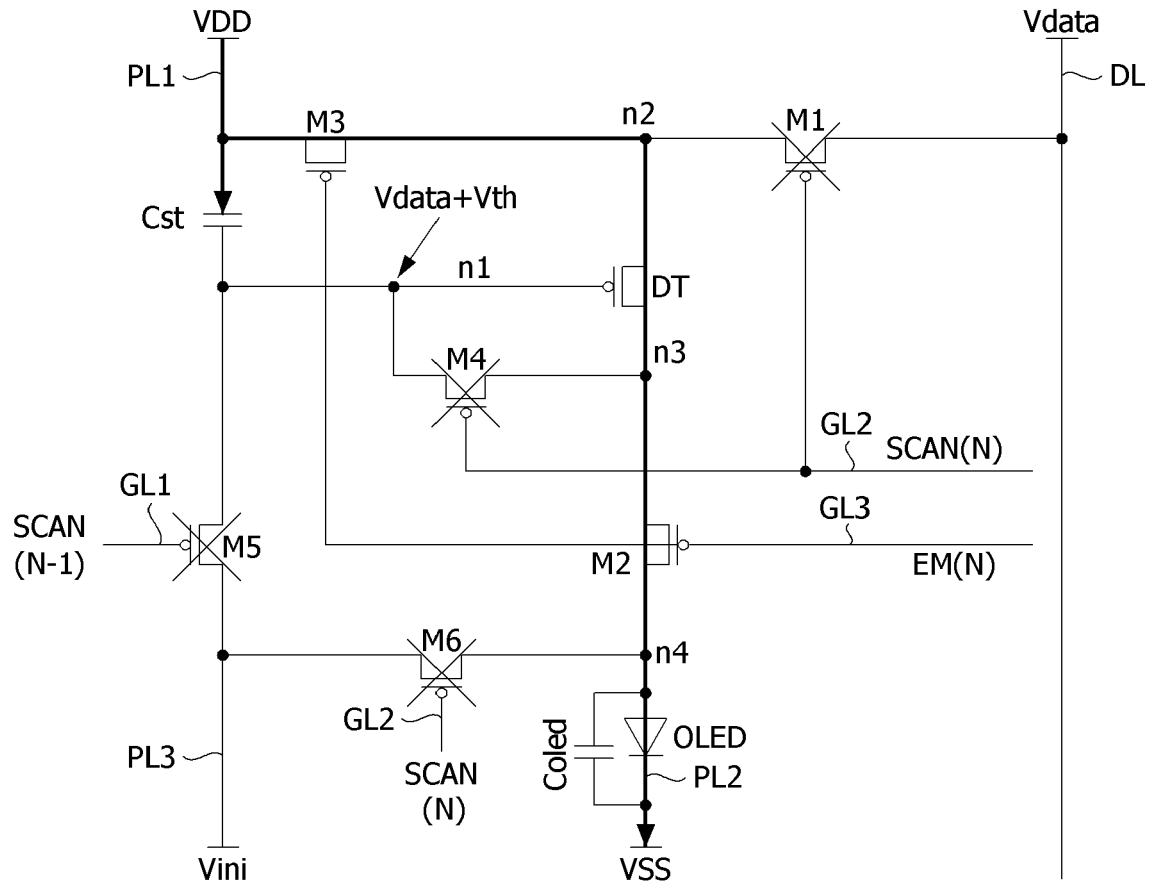 VDD
Vdata
PL1
DL
M3
n2
M1
Vdata+Vth
Cst
n1
DT
M4
n3
GL2
SCAN(N)
GL1
GL3
SCAN
(N-1)
M5
M2
EM(N)
M6
n4
GL2
Coled
OLED
PL3
SCAN
(N)
PL2
Vini
VSS